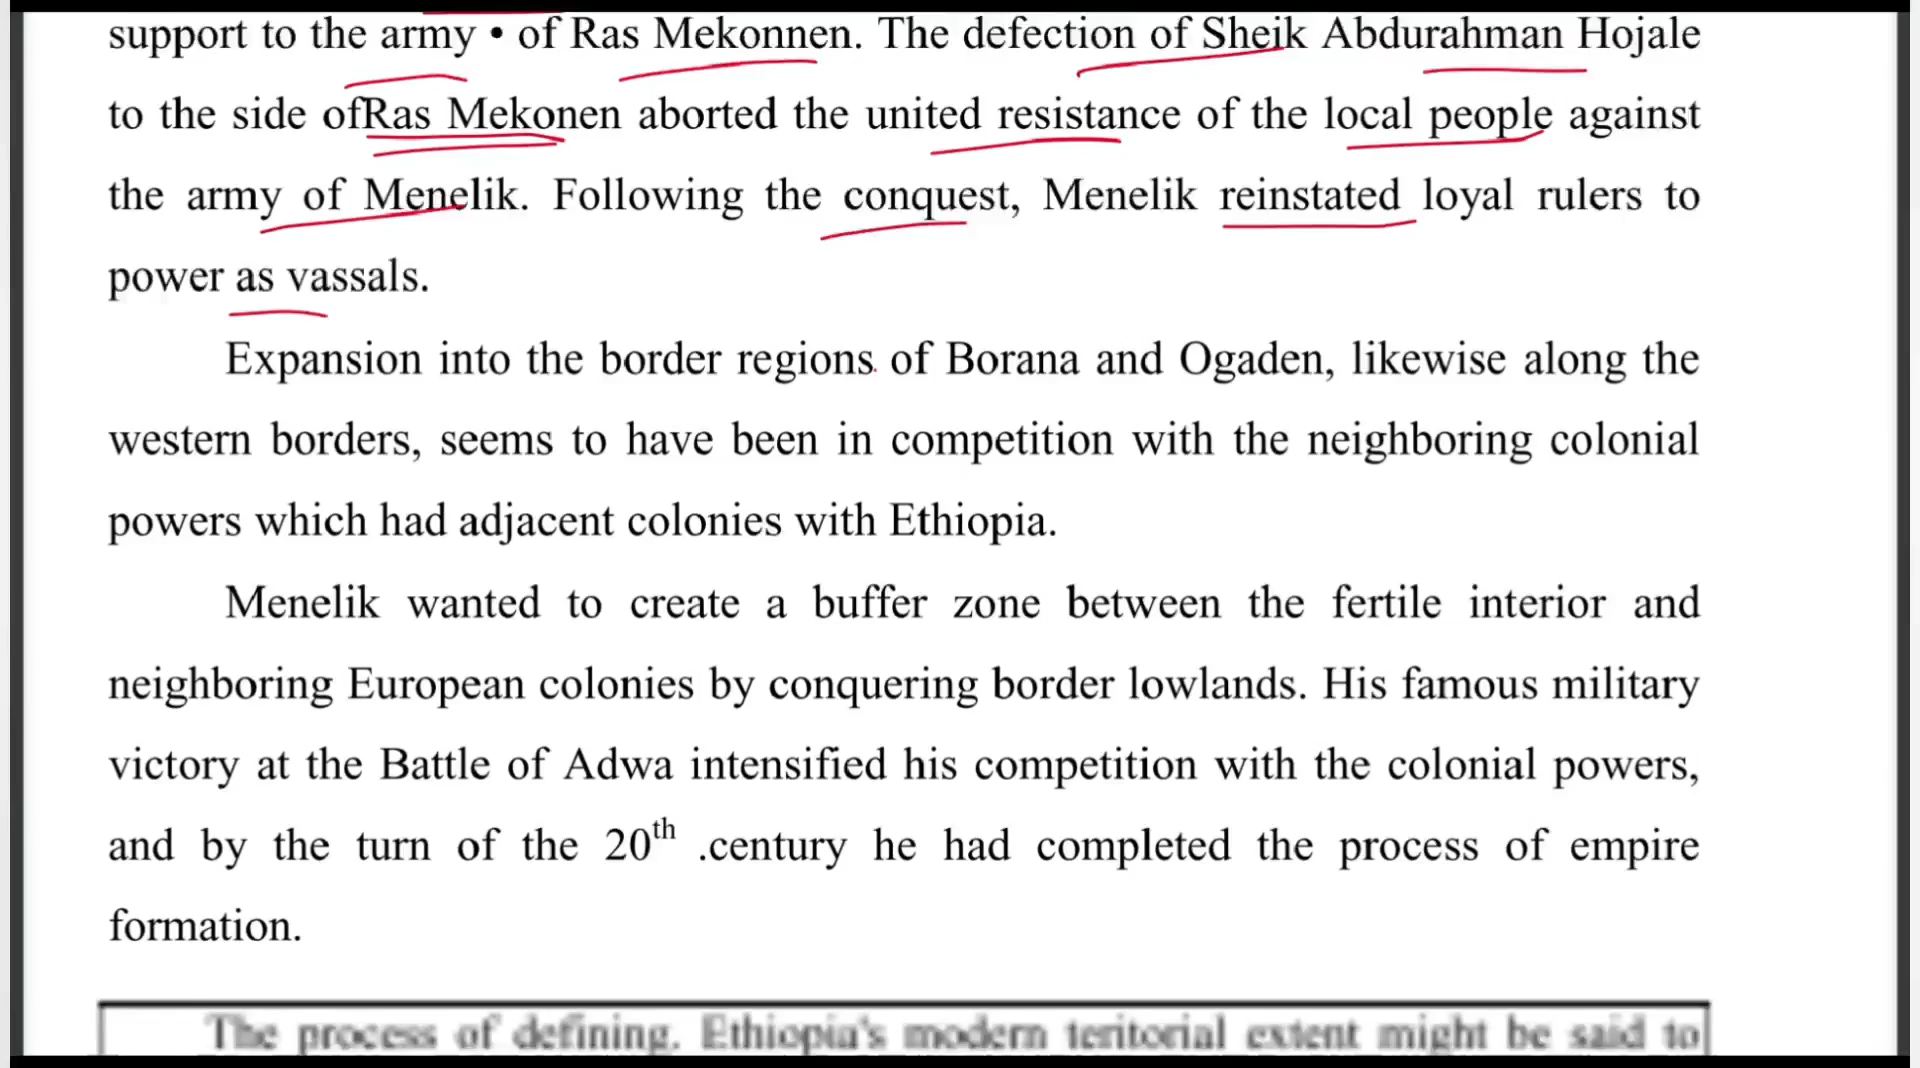 support to the army • of Ras Mekonnen. The defection of Sheik Abdurahman Hojale
to the side ofRas Mekonen aborted the united resistance of the local people against
the army of Menelik. Following the conquest, Menelik reinstated loyal rulers to
power as vassals.
Expansion into the border regions. of Borana and Ogaden, likewise along the
western borders, seems to have been in competition with the neighboring colonial
powers which had adjacent colonies with Ethiopia.
Menelik wanted to create a buffer zone between the fertile interior and
neighboring European colonies by conquering border lowlands. His famous military
victory at the Battle of Adwa intensified his competition with the colonial powers,
and by the turn of the 20th .century he had completed the process of empire
formation.
The process of defining. Ethiopia's modern teritorial extent might be said to